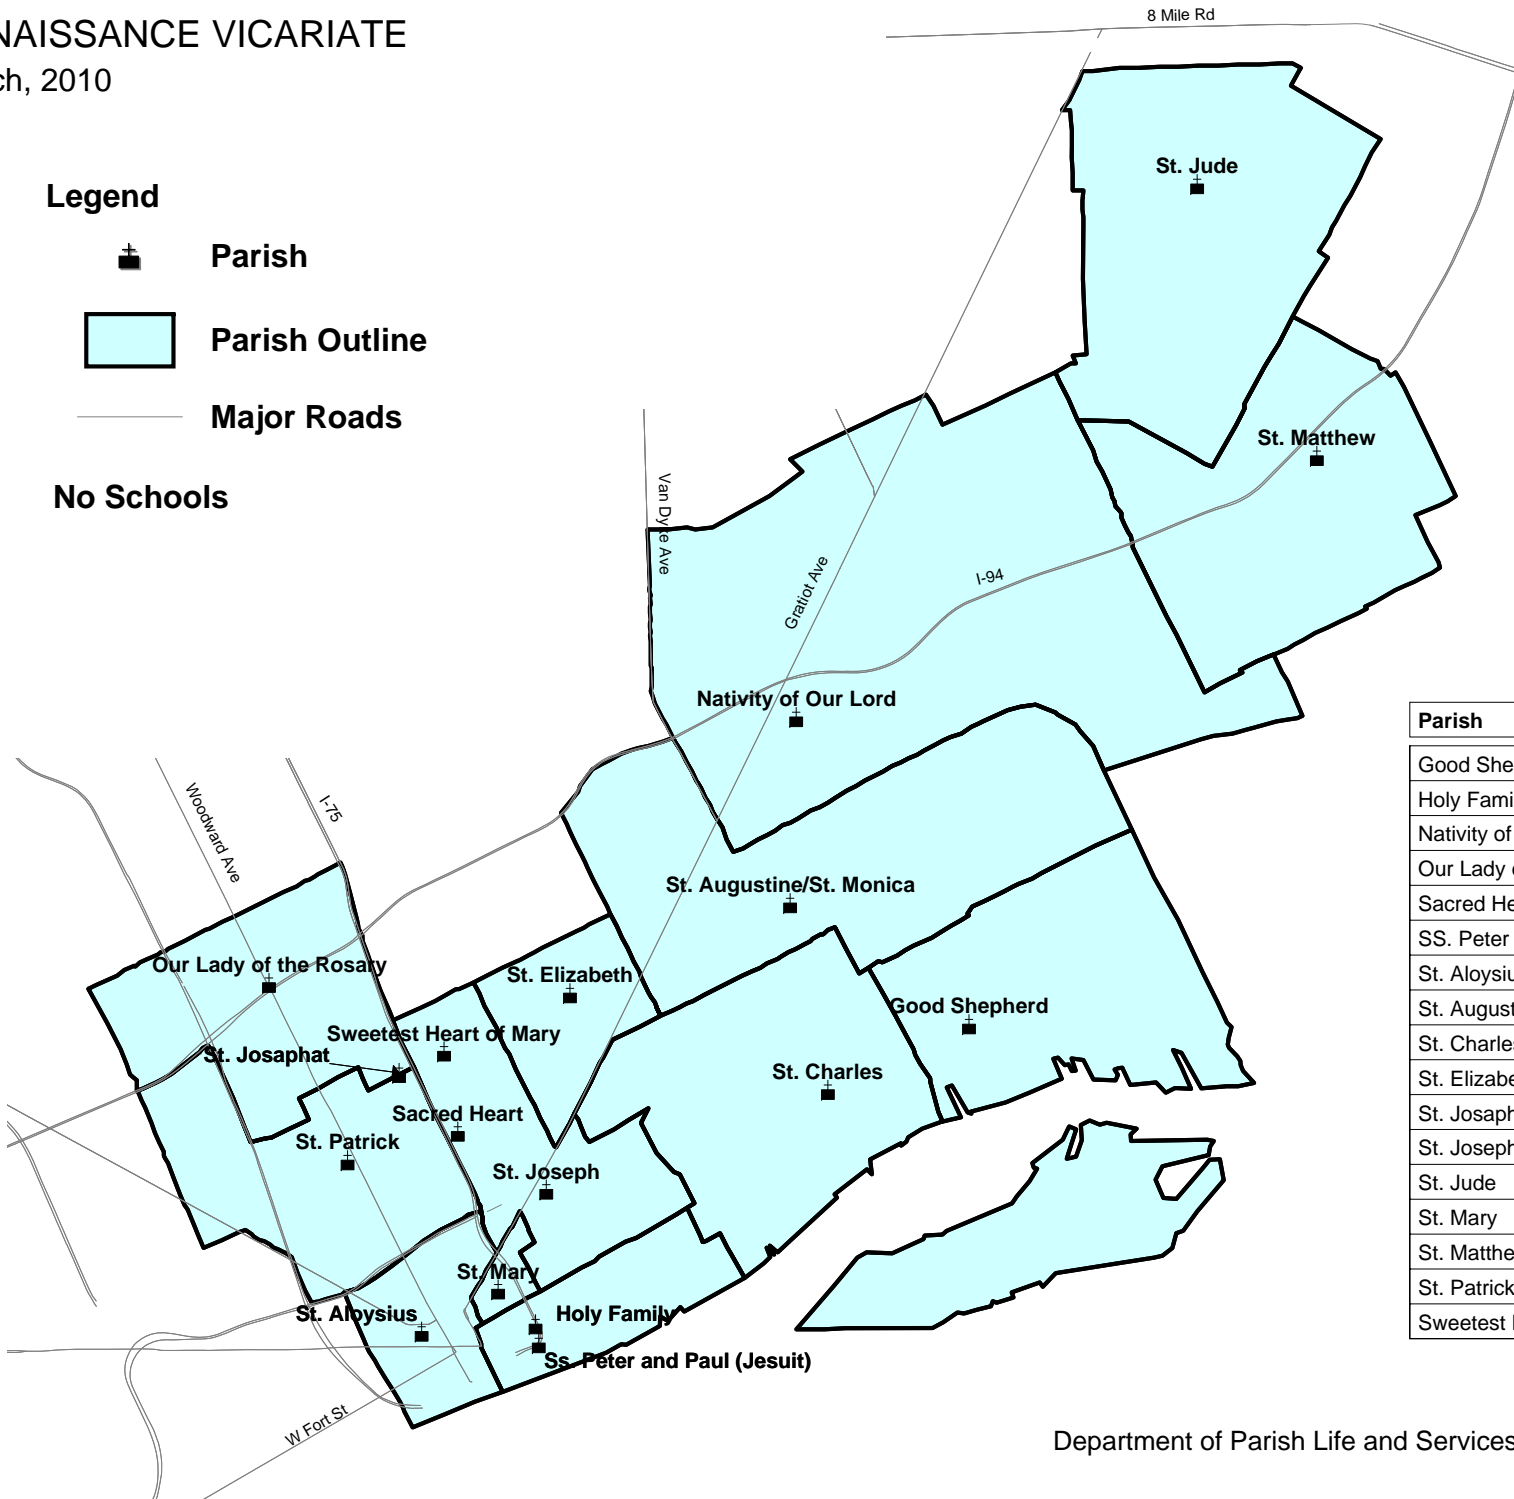 NAISSANCE VICARIATE
ch, 2010
8 Mile Rd
Legend
Parish
Parish Outline
Major Roads
No Schools
St. Jude
St. Matthew
Van Dyke Ave
Gratiot Ave
I-94
Nativity of Our Lord
Woodward Ave
I-75
St. Augustine/St. Monica
Our Lady of the Rosary
St. Elizabeth
Sweetest Heart of Mary
St. Josaphat
Good Shepherd
St. Charles
Sacred Heart
St. Patrick
St. Joseph
St. Mary
St. Aloysius
Holy Family
Ss. Peter and Paul (Jesuit)
W Fort St
Parish
Good She
Holy Fami
Nativity of
Our Lady
Sacred He
SS. Peter
St. Aloysiu
St. August
St. Charles
St. Elizabe
St. Josaph
St. Joseph
St. Jude
St. Mary
St. Matthe
St. Patrick
Sweetest
Department of Parish Life and Services